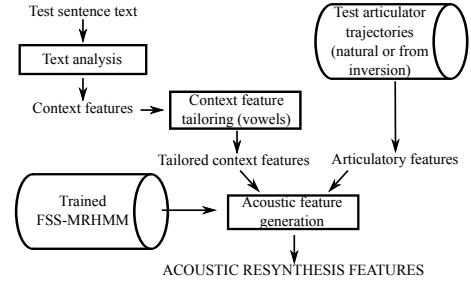 Test sentence text
Text analysis
Context features
Context feature
tailoring (vowels)
Tailored context features
Test articulator
trajectories
(natural or from
inversion)
Articulatory features
Trained
FSS-MRHMM
Acoustic feature
generation
ACOUSTIC RESYNTHESIS FEATURES